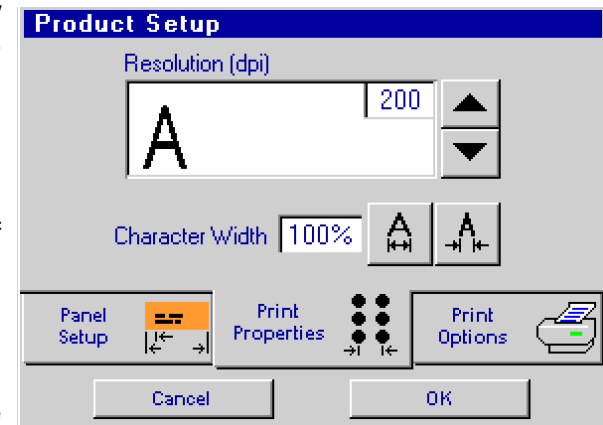 Product Setup
Resolution (dpi)
A 200
Character Width 100% A A
Panel Setup
Print Properties
Print Options
Cancel OK